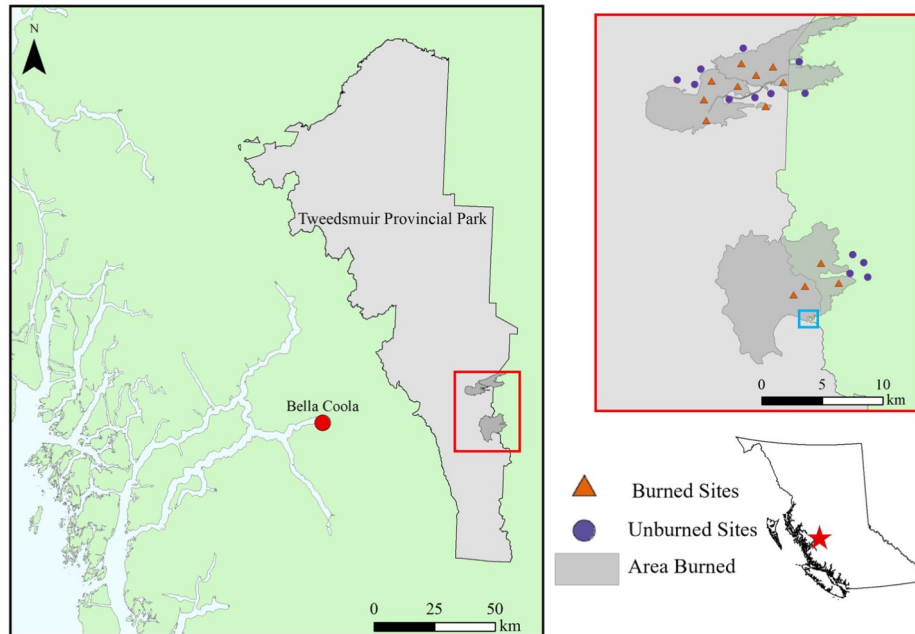 N
Tweedsmuir Provincial Park
Bella Coola
0 25 50
km
0 5 10
km
Burned Sites
Unburned Sites
Area Burned